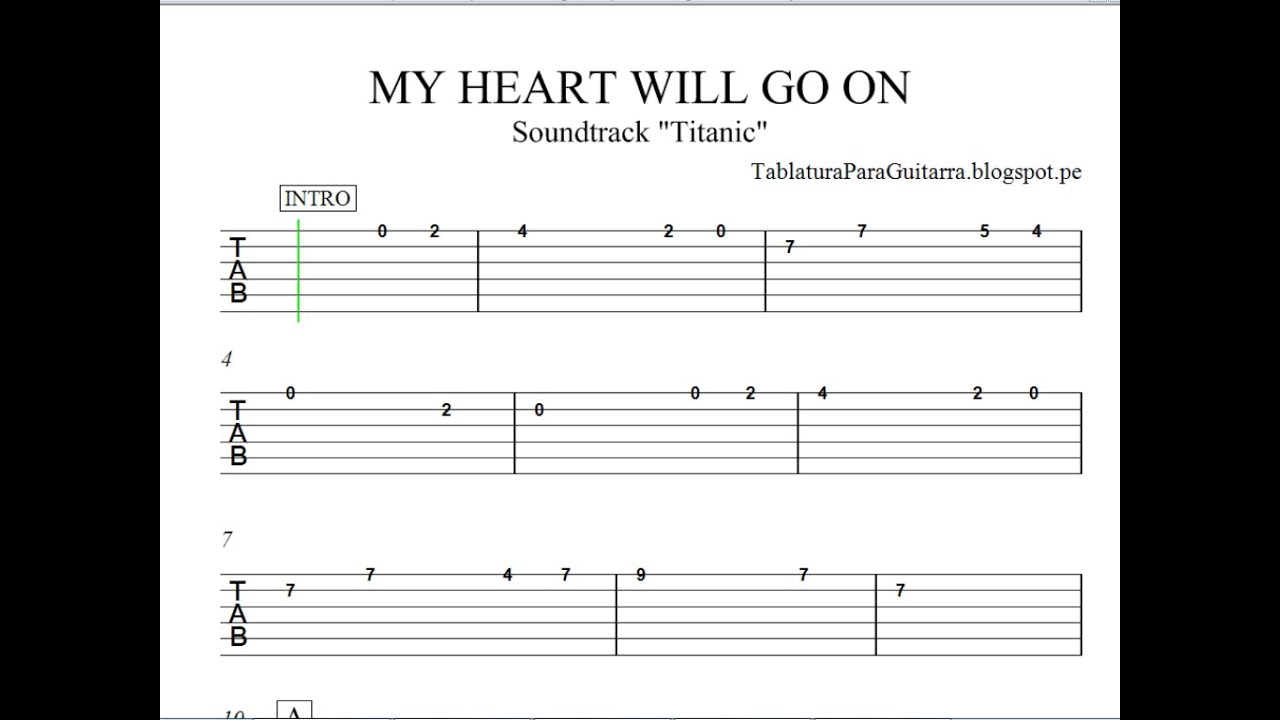 MY HEART WILL GO ON
Soundtrack "Titanic"
TablaturaParaGuitarra.blogspot.pe
INTRO
0 2 4 2 0 7 7 5 4
T
A
B
4
0 2 0 0 2 4 2 0
T
A
B
7
7 7 4 7 9 7 7
T
A
B
10 A